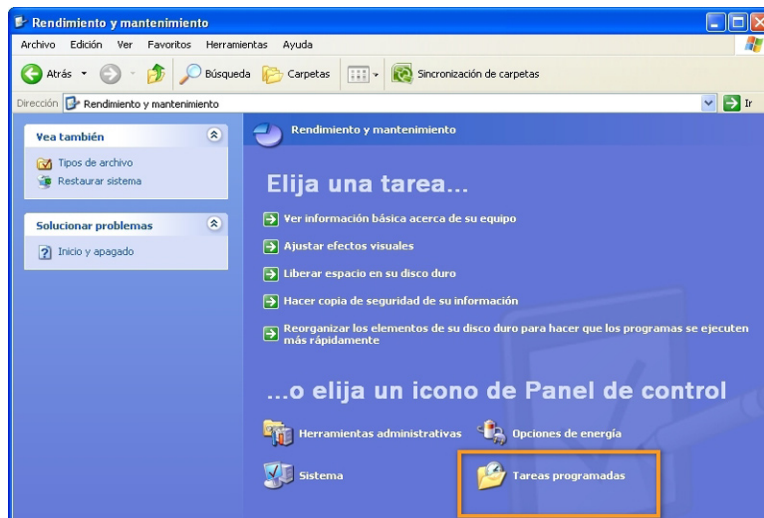 Rendimiento y mantenimiento
Archivo Edición Ver Favoritos Herramientas Ayuda
Atrás Búsqueda Carpetas Sincronización de carpetas
Dirección Rendimiento y mantenimiento Ir
Vea también
Tipos de archivo
Restaurar sistema
Solucionar problemas
Inicio y apagado
Rendimiento y mantenimiento
Elija una tarea...
Ver información básica acerca de su equipo
Ajustar efectos visuales
Liberar espacio en su disco duro
Hacer copia de seguridad de su información
Reorganizar los elementos de su disco duro para hacer que los programas se ejecuten
más rápidamente
...o elija un icono de Panel de control
Herramientas administrativas Opciones de energía
Sistema Tareas programadas